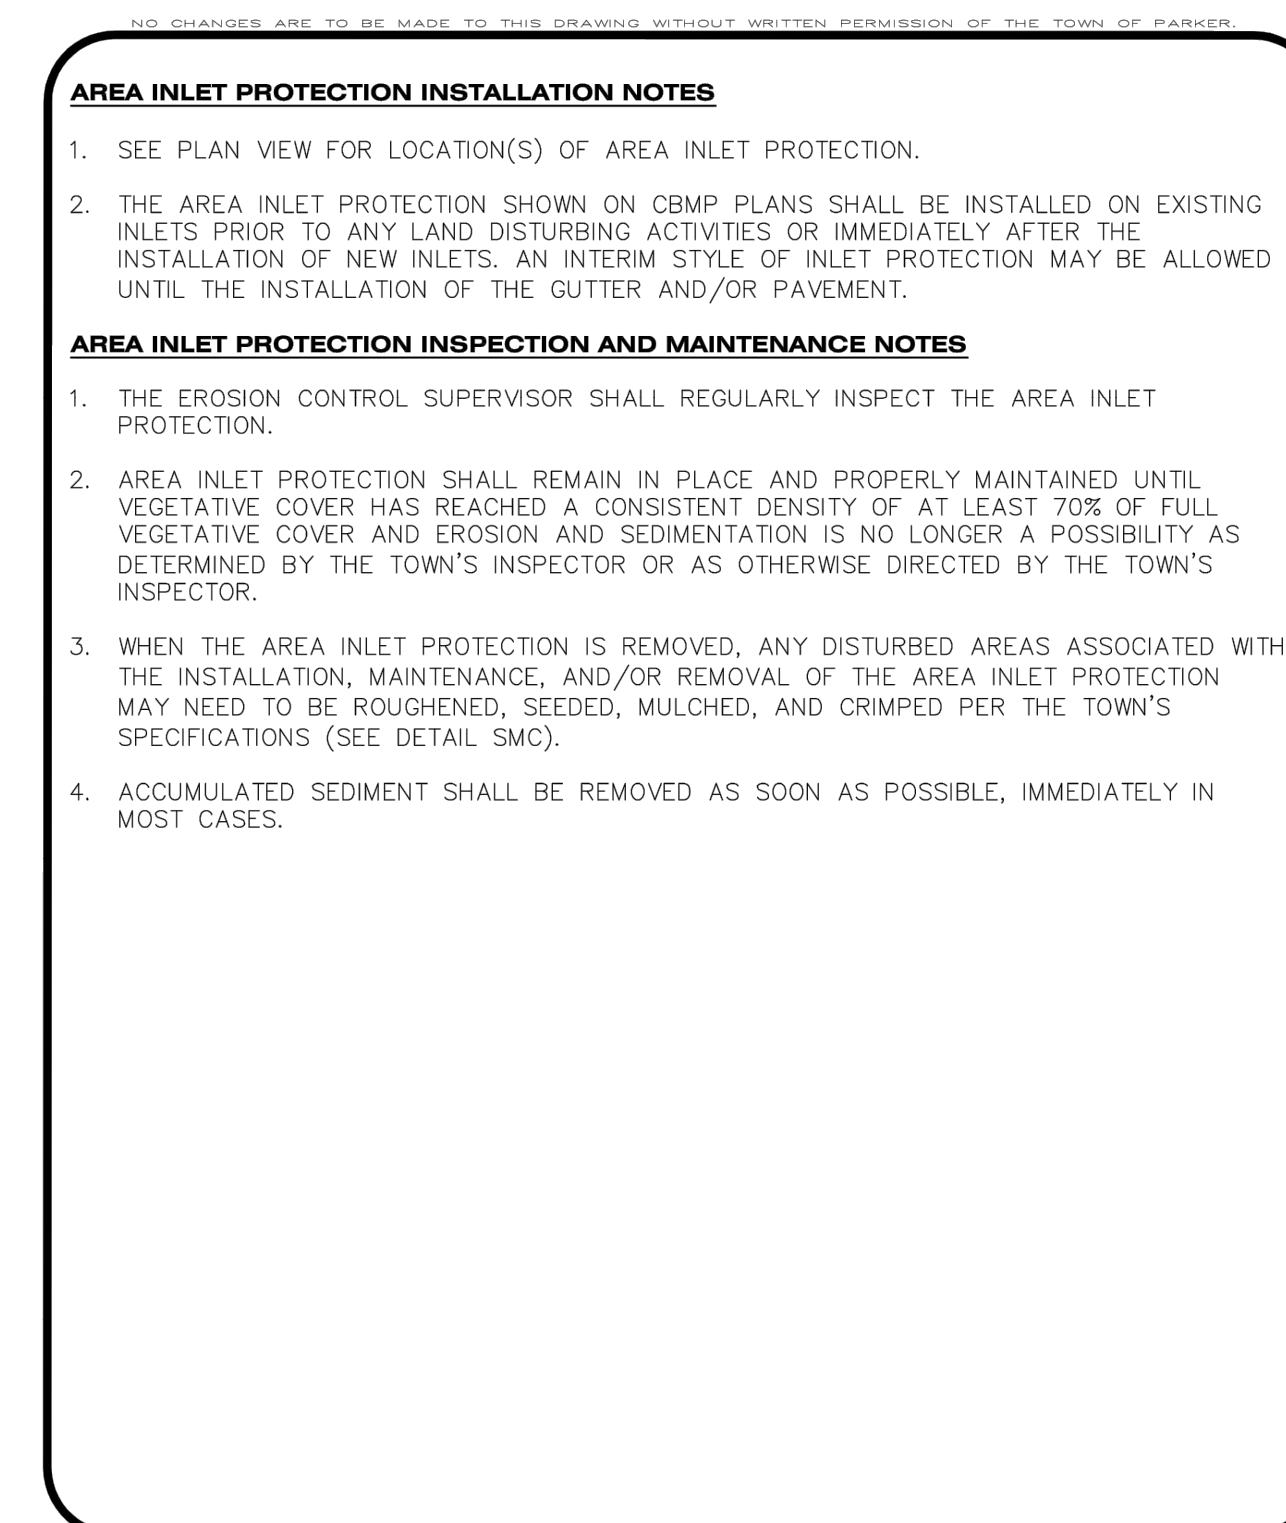 NO CHANGES ARE TO BE MADE TO THIS DRAWING WITHOUT WRITTEN PERMISSION OF THE TOWN OF PARKER.
AREA INLET PROTECTION INSTALLATION NOTES
1. SEE PLAN VIEW FOR LOCATION(S) OF AREA INLET PROTECTION.
2. THE AREA INLET PROTECTION SHOWN ON CBMP PLANS SHALL BE INSTALLED ON EXISTING
INLETS PRIOR TO ANY LAND DISTURBING ACTIVITIES OR IMMEDIATELY AFTER THE
INSTALLATION OF NEW INLETS. AN INTERIM STYLE OF INLET PROTECTION MAY BE ALLOWED
UNTIL THE INSTALLATION OF THE GUTTER AND/OR PAVEMENT.
AREA INLET PROTECTION INSPECTION AND MAINTENANCE NOTES
1. THE EROSION CONTROL SUPERVISOR SHALL REGULARLY INSPECT THE AREA INLET
PROTECTION.
2. AREA INLET PROTECTION SHALL REMAIN IN PLACE AND PROPERLY MAINTAINED UNTIL
VEGETATIVE COVER HAS REACHED A CONSISTENT DENSITY OF AT LEAST 70% OF FULL
VEGETATIVE COVER AND EROSION AND SEDIMENTATION IS NO LONGER A POSSIBILITY AS
DETERMINED BY THE TOWN'S INSPECTOR OR AS OTHERWISE DIRECTED BY THE TOWN'S
INSPECTOR.
3. WHEN THE AREA INLET PROTECTION IS REMOVED, ANY DISTURBED AREAS ASSOCIATED WITH
THE INSTALLATION, MAINTENANCE, AND/OR REMOVAL OF THE AREA INLET PROTECTION
MAY NEED TO BE ROUGHENED, SEEDED, MULCHED, AND CRIMPED PER THE TOWN'S
SPECIFICATIONS (SEE DETAIL SMC).
4. ACCUMULATED SEDIMENT SHALL BE REMOVED AS SOON AS POSSIBLE, IMMEDIATELY IN
MOST CASES.